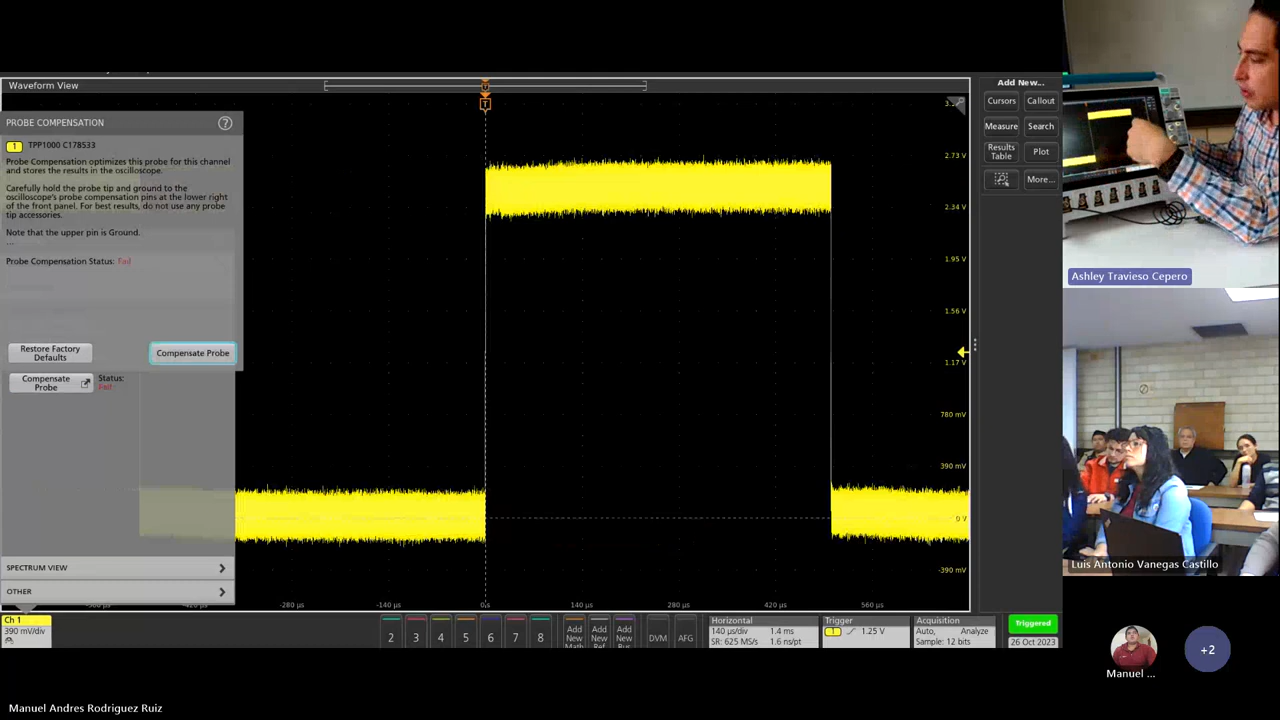 Waveform View
Add New...
Cursors
Callout
Measure
Search
Results
Table
Plot
More...
PROBE COMPENSATION
?
1
TPP1000 C178533
Probe Compensation optimizes this probe for this channel
and stores the results in the oscilloscope.
Carefully hold the probe tip and ground to the
oscilloscope's probe compensation pins at the lower right
of the front panel. For best results, do not use any probe
tip accessories.
Note that the upper pin is Ground.
Probe Compensation Status: Fail
Restore Factory
Defaults
Compensate Probe
Compensate
Probe
Status:
Fail
SPECTRUM VIEW
OTHER
T
2.73 V
2.34 V
1.95 V
1.56 V
1.17 V
780 mV
390 mV
0 V
-390 mV
-420 µs
-280 µs
-140 µs
0 s
140 µs
280 µs
420 µs
560 µs
Ch 1
390 mV/div
2
3
4
5
6
7
8
Add
New
Math
Add
New
Ref
Add
New
Bus
DVM
AFG
Horizontal
140 µs/div
1.4 ms
SR: 625 MS/s
1.6 ns/pt
Trigger
1
1.25 V
Acquisition
Auto,
Analyze
Sample: 12 bits
Triggered
26 Oct 2023
Ashley Travieso Cepero
Luis Antonio Vanegas Castillo
Manuel ...
+2
Manuel Andres Rodriguez Ruiz